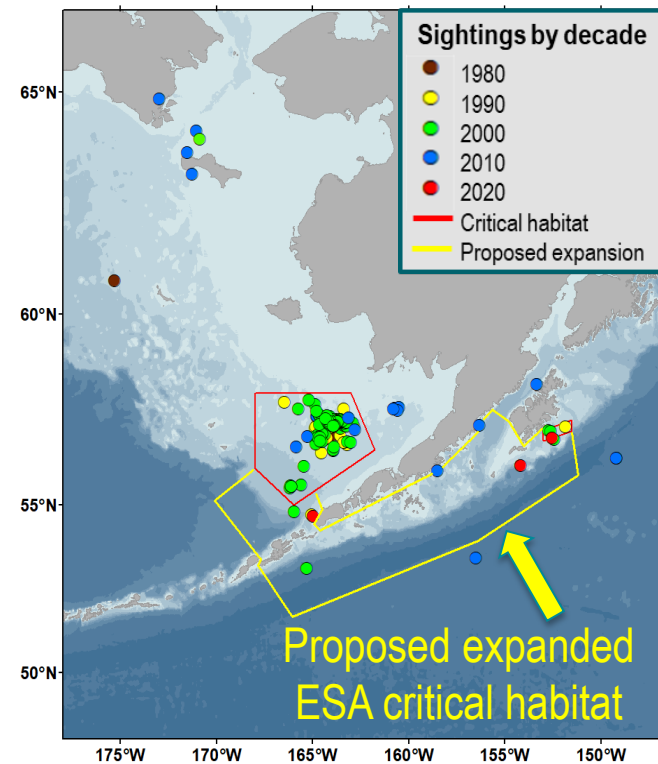 Sightings by decade
1980
1990
2000
2010
2020
Critical habitat
Proposed expansion
65°N
60°N
55°N
50°N
Proposed expanded
ESA critical habitat
175°W 170°W 165°W 160°W 155°W 150°W